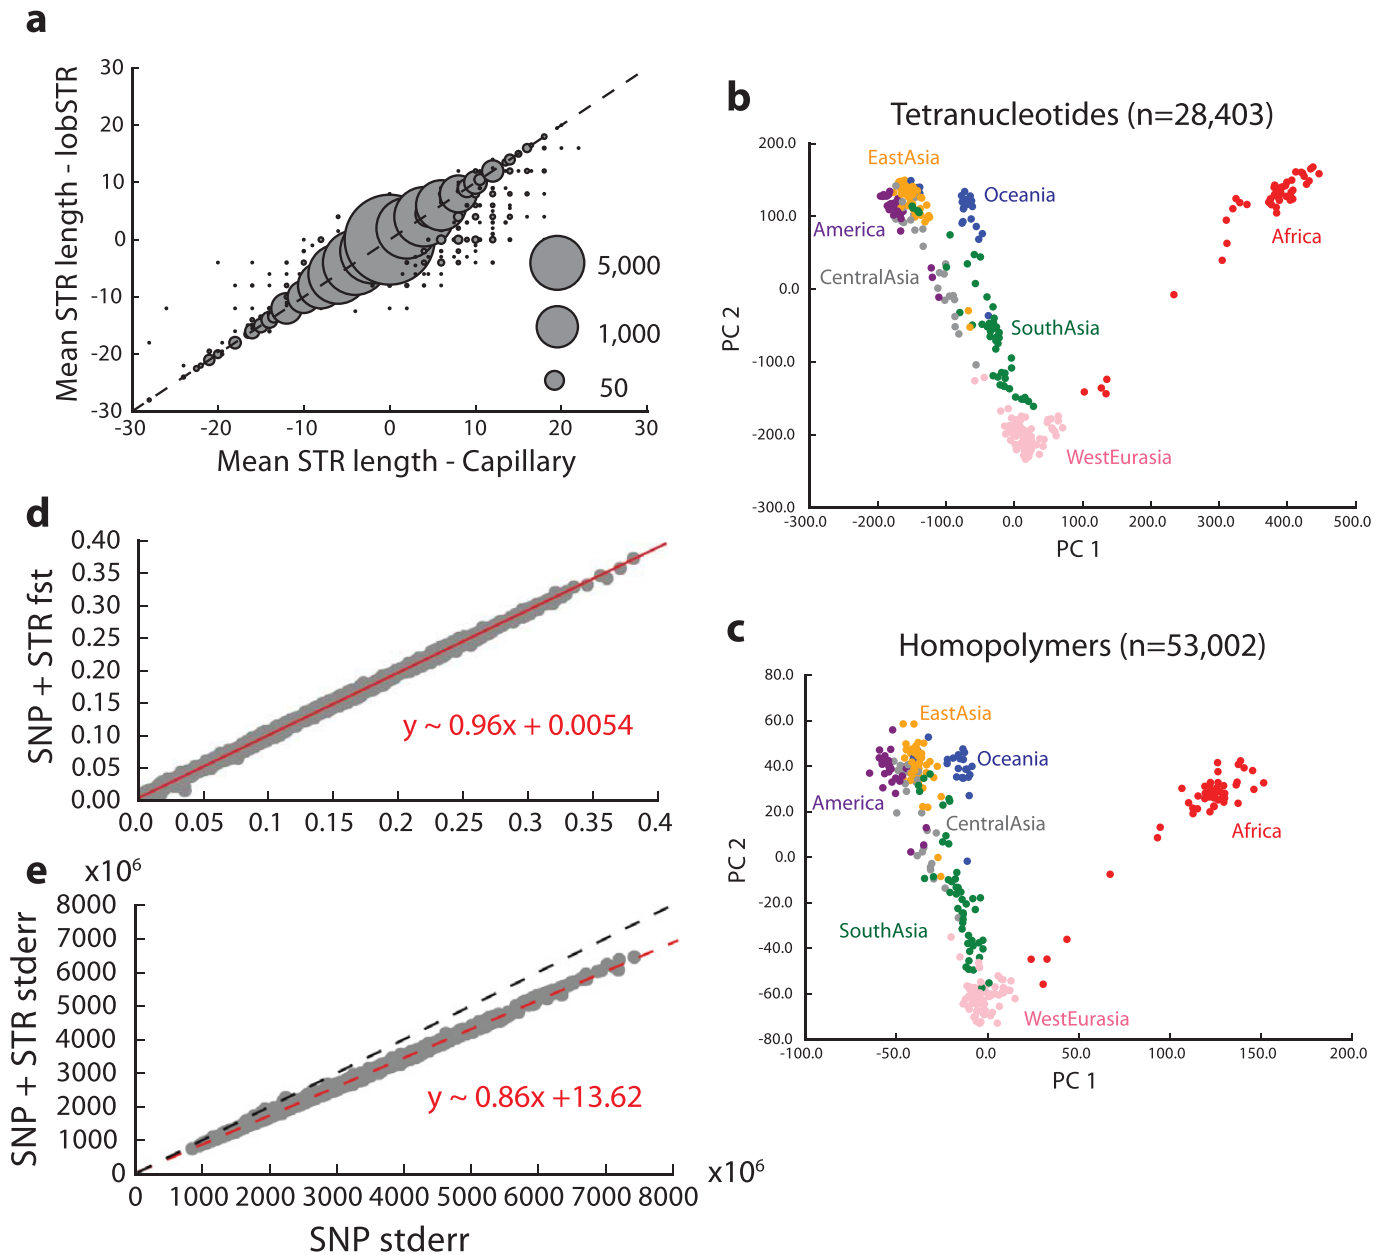 a
Mean STR length - lobSTR
30
20
10
0
-10
-20
-30
-30
-20
-10
0
10
20
30
Mean STR length - Capillary
5,000
1,000
50
b
Tetranucleotides (n=28,403)
PC 2
200.0
100.0
0.0
-100.0
-200.0
-300.0
-300.0
-200.0
-100.0
0.0
100.0
200.0
300.0
400.0
500.0
PC 1
EastAsia
Oceania
America
Africa
CentralAsia
SouthAsia
WestEurasia
c
Homopolymers (n=53,002)
PC 2
80.0
60.0
40.0
20.0
0.0
-20.0
-40.0
-60.0
-80.0
-100.0
-50.0
0.0
50.0
100.0
150.0
200.0
PC 1
EastAsia
Oceania
America
CentralAsia
Africa
SouthAsia
WestEurasia
d
SNP + STR fst
0.40
0.35
0.30
0.25
0.20
0.15
0.10
0.05
0.00
0.0
0.05
0.1
0.15
0.2
0.25
0.3
0.35
0.4
y ~ 0.96x + 0.0054
e
x10⁶
SNP + STR stderr
8000
7000
6000
5000
4000
3000
2000
1000
0
0
1000
2000
3000
4000
5000
6000
7000
8000
x10⁶
y ~ 0.86x +13.62
SNP stderr